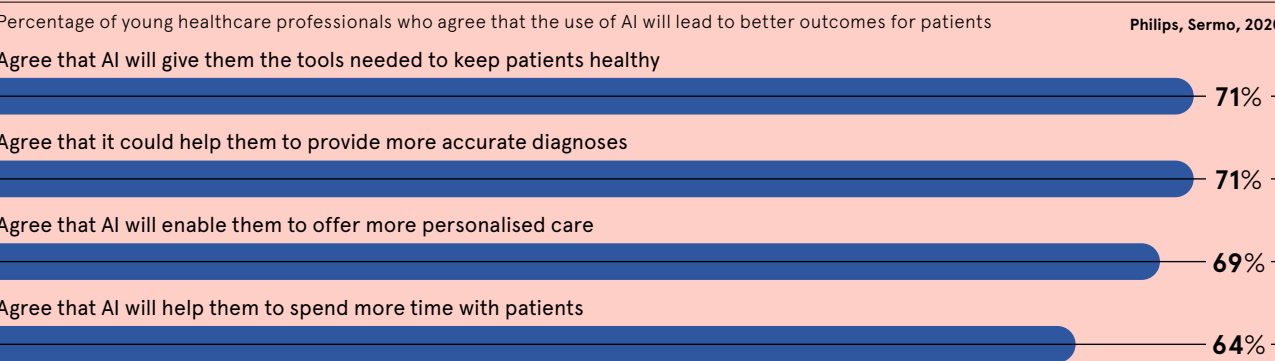 Percentage of young healthcare professionals who agree that the use of AI will lead to better outcomes for patients
Philips, Sermo, 2020
Agree that AI will give them the tools needed to keep patients healthy
71%
Agree that it could help them to provide more accurate diagnoses
71%
Agree that AI will enable them to offer more personalised care
69%
Agree that AI will help them to spend more time with patients
64%